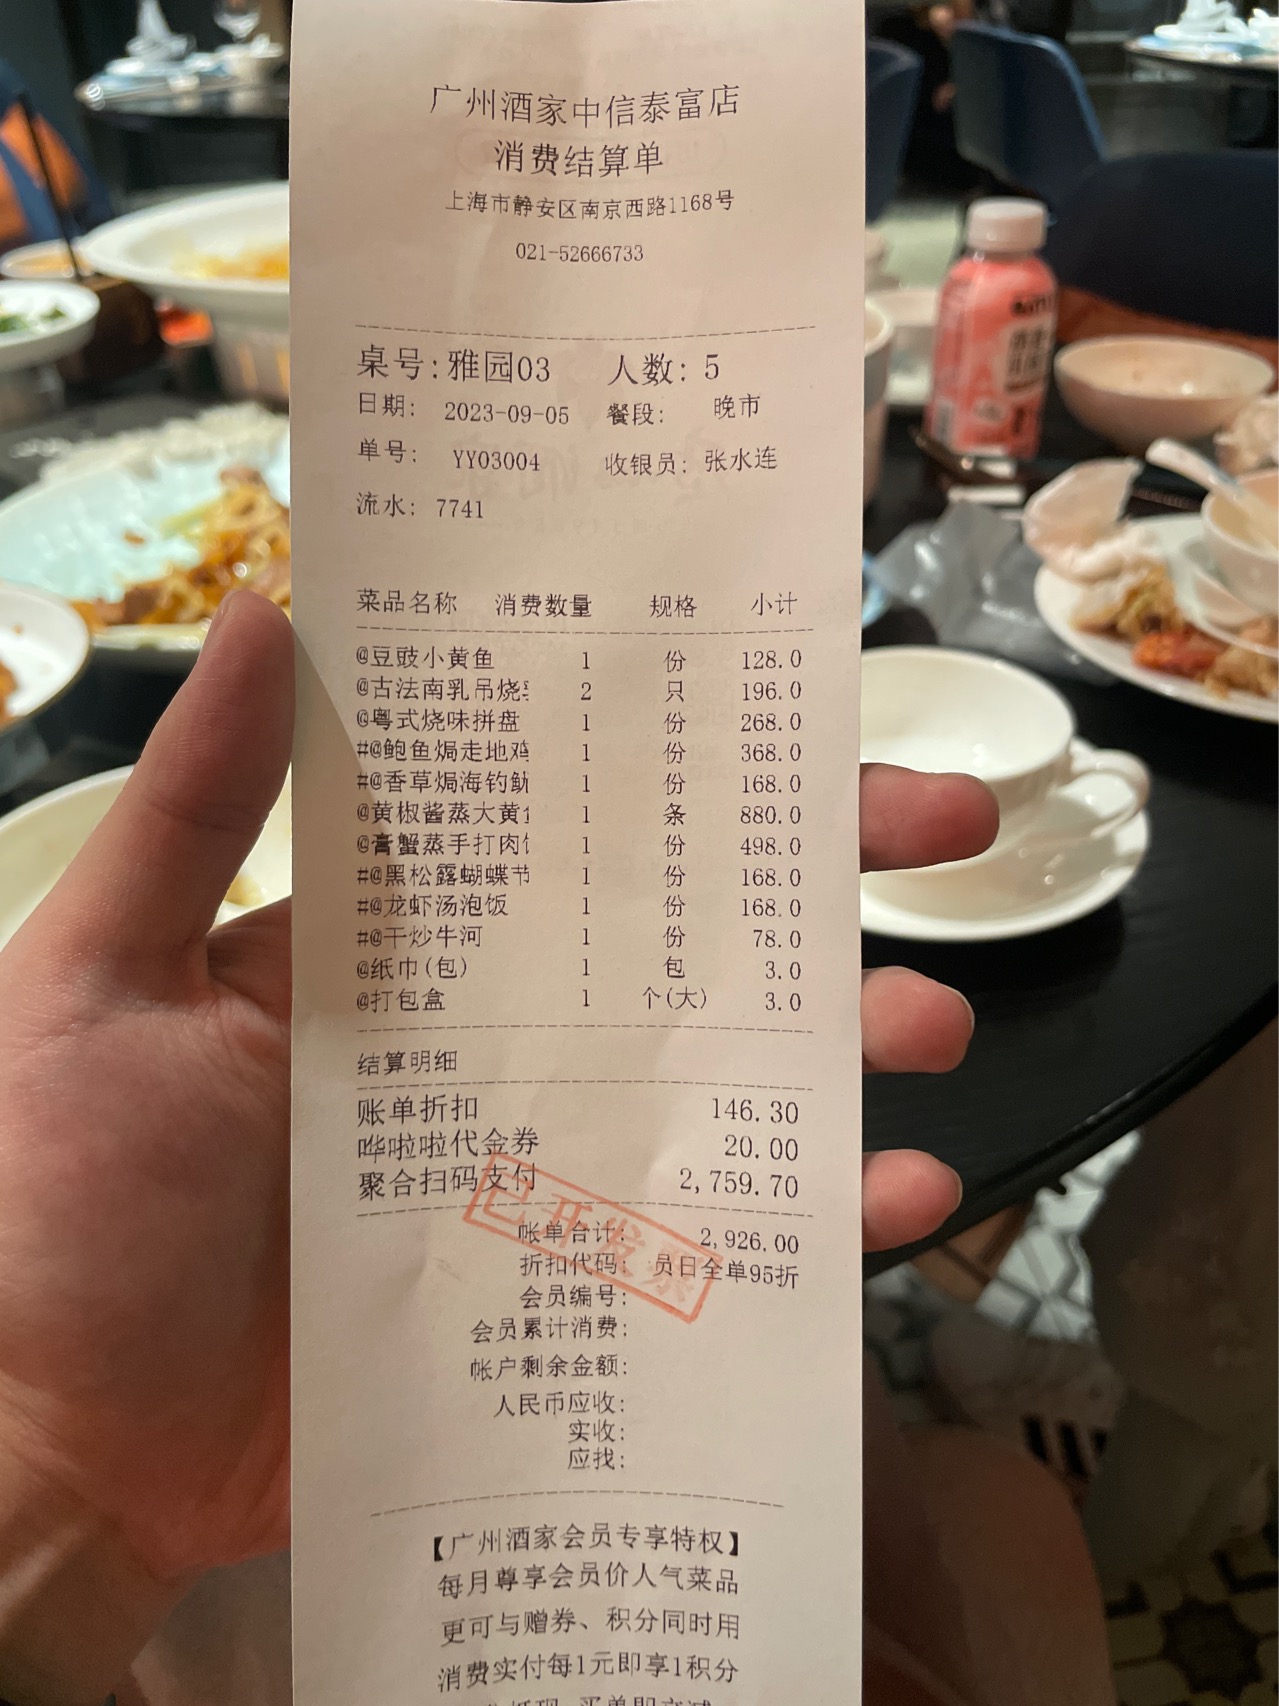 广州酒家中信泰富店
消费结算单
上海市静安区南京西路1168号
021-52666733
桌号:雅园03 人数: 5
日期: 2023-09-05 餐段: 晚市
单号: YY03004 收银员: 张水连
流水: 7741
菜品名称 消费数量 规格 小计
@豆豉小黄鱼 1 份 128.0
@古法南乳吊烧 2 只 196.0
@粤式烧味拼盘 1 份 268.0
#@鲍鱼焗走地鸡 1 份 368.0
#@香草焗海钓鱿 1 份 168.0
@黄椒酱蒸大黄 1 条 880.0
@膏蟹蒸手打肉 1 份 498.0
#@黑松露蝴蝶节 1 份 168.0
#@龙虾汤泡饭 1 份 168.0
#@干炒牛河 1 份 78.0
@纸巾(包) 1 包 3.0
@打包盒 1 个(大) 3.0
结算明细
账单折扣 146.30
哗啦啦代金券 20.00
聚合扫码支付 2,759.70
已开发票
帐单合计: 2,926.00
折扣代码: 员日全单95折
会员编号:
会员累计消费:
帐户剩余金额:
人民币应收:
实收:
应找:
【广州酒家会员专享特权】
每月尊享会员价人气菜品
更可与赠券、积分同时用
消费实付每1元即享1积分